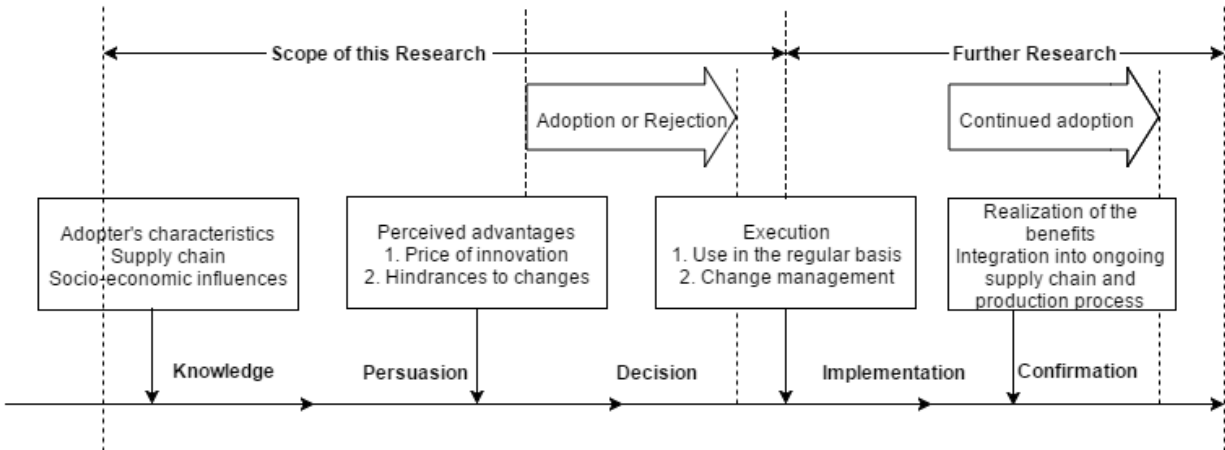 Scope of this Research
Further Research
Adoption or Rejection
Continued adoption
Adopter's characteristics
Supply chain
Socio-economic influences
Perceived advantages
1. Price of innovation
2. Hindrances to changes
Execution
1. Use in the regular basis
2. Change management
Realization of the
benefits
Integration into ongoing
supply chain and
production process
Knowledge
Persuasion
Decision
Implementation
Confirmation